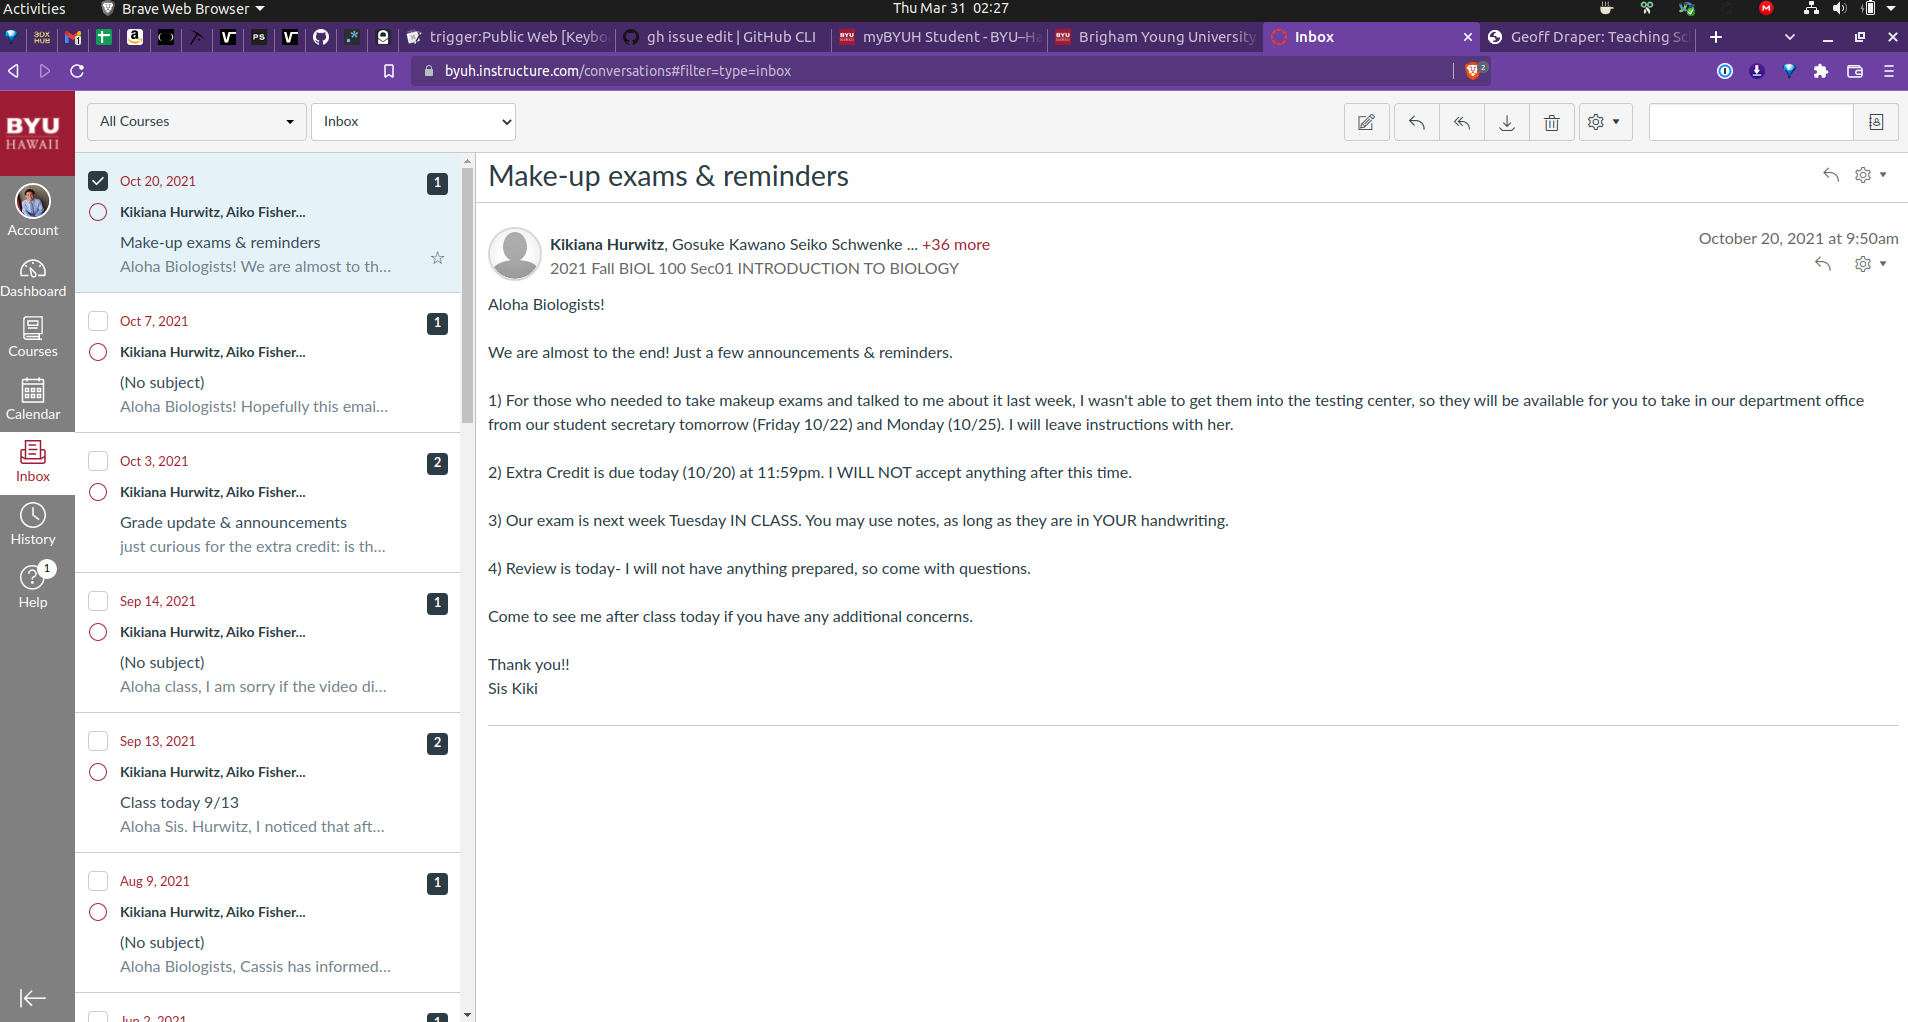 Activities
Brave Web Browser
Thu Mar 31 02:27
M
3DX
HUB
PS
trigger:Public Web [Keybo
gh issue edit | GitHub CLI
BYU
myBYUH Student - BYU–Ha
BYU
Brigham Young University
Inbox
Geoff Draper: Teaching Sc
byuh.instructure.com/conversations#filter=type=inbox
2
BYU
HAWAII
Account
Dashboard
Courses
Calendar
Inbox
History
1
Help
All Courses
Inbox
Oct 20, 2021
1
Kikiana Hurwitz, Aiko Fisher...
Make-up exams & reminders
Aloha Biologists! We are almost to th...
Oct 7, 2021
1
Kikiana Hurwitz, Aiko Fisher...
(No subject)
Aloha Biologists! Hopefully this emai...
Oct 3, 2021
2
Kikiana Hurwitz, Aiko Fisher...
Grade update & announcements
just curious for the extra credit: is th...
Sep 14, 2021
1
Kikiana Hurwitz, Aiko Fisher...
(No subject)
Aloha class, I am sorry if the video di...
Sep 13, 2021
2
Kikiana Hurwitz, Aiko Fisher...
Class today 9/13
Aloha Sis. Hurwitz, I noticed that aft...
Aug 9, 2021
1
Kikiana Hurwitz, Aiko Fisher...
(No subject)
Aloha Biologists, Cassis has informed...
Jun 2, 2021
1
Make-up exams & reminders
Kikiana Hurwitz, Gosuke Kawano Seiko Schwenke ... +36 more
2021 Fall BIOL 100 Sec01 INTRODUCTION TO BIOLOGY
October 20, 2021 at 9:50am
Aloha Biologists!
We are almost to the end! Just a few announcements & reminders.
1) For those who needed to take makeup exams and talked to me about it last week, I wasn't able to get them into the testing center, so they will be available for you to take in our department office
from our student secretary tomorrow (Friday 10/22) and Monday (10/25). I will leave instructions with her.
2) Extra Credit is due today (10/20) at 11:59pm. I WILL NOT accept anything after this time.
3) Our exam is next week Tuesday IN CLASS. You may use notes, as long as they are in YOUR handwriting.
4) Review is today- I will not have anything prepared, so come with questions.
Come to see me after class today if you have any additional concerns.
Thank you!!
Sis Kiki